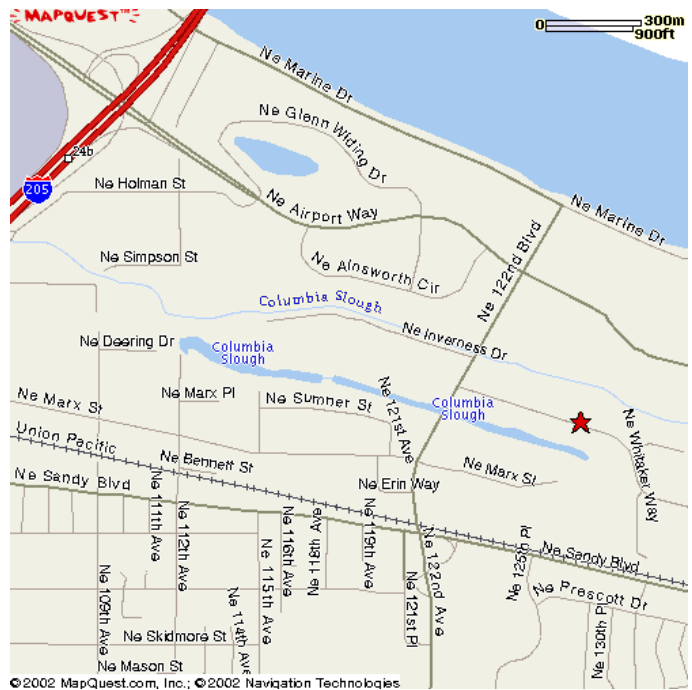 MAPQUEST™
0 300m
900ft
Ne Marine Dr
Ne Glenn Widing Dr
24b
205
Ne Holman St
Ne Airport Way
Ne Marine Dr
Ne 122nd Blvd
Ne Simpson St
Ne Ainsworth Cir
Columbia Slough
Ne Inverness Dr
Ne Deering Dr
Columbia
Slough
Ne Marx Pl
Ne Marx St
Ne Sumner St
Ne 121st Ave
Columbia
Slough
Ne Whitaker Way
Union Pacific
Ne Bennett St
Ne Marx St
Ne Sandy Blvd
Ne Erin Way
Ne 111th Ave
Ne 112th Ave
Ne 116th Ave
Ne 118th Ave
Ne 119th Ave
Ne 122nd Ave
Ne 125th Pl
Ne Sandy Blvd
Ne 109th Ave
Ne 114th Ave
Ne 115th Ave
Ne 121st Pl
Ne Prescott Dr
Ne 130th Pl
Ne Skidmore St
Ne Mason St
©2002 MapQuest.com, Inc.; ©2002 Navigation Technologies